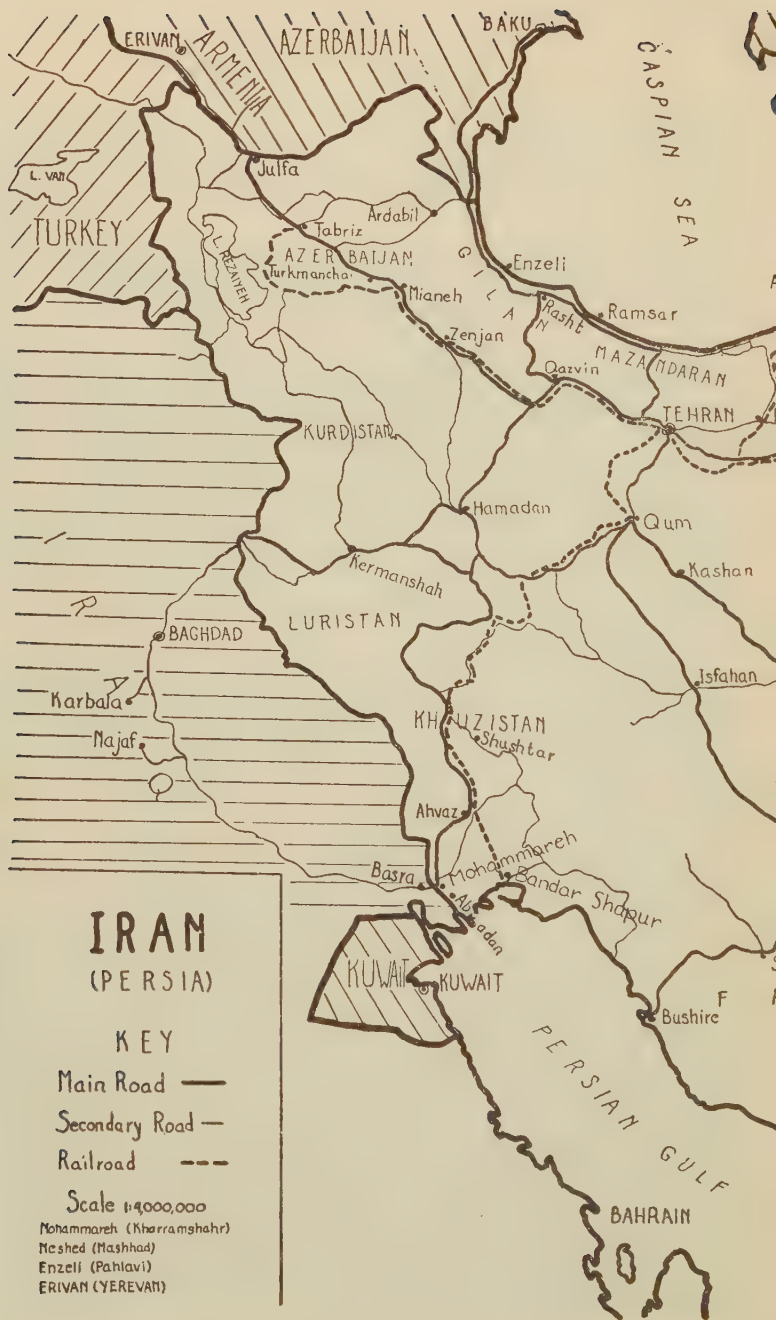 ERIVAN
ARMENIA
AZERBAIJAN
BAKU
CASPIAN SEA
L. VAN
TURKEY
Julfa
L. REZAIYEH
Tabriz
Ardabil
AZERBAIJAN
Turkmancha
Mianeh
GILAN
Enzeli
Rasht
Ramsar
Zenjan
Qazvin
MAZANDARAN
TEHRAN
KURDISTAN
Hamadan
Qum
Kermanshah
Kashan
LURISTAN
IRAQ
BAGHDAD
Karbala
Najaf
Isfahan
KHUZISTAN
Shushtar
Ahvaz
Basra
Mohammareh
Abadan
Bandar Shapur
KUWAIT
KUWAIT
Bushire
F
PERSIAN GULF
BAHRAIN
IRAN
(PERSIA)
KEY
Main Road
Secondary Road
Railroad
Scale 1:4,000,000
Mohammareh (Khorramshahr)
Meshed (Mashhad)
Enzeli (Pahlavi)
ERIVAN (YEREVAN)